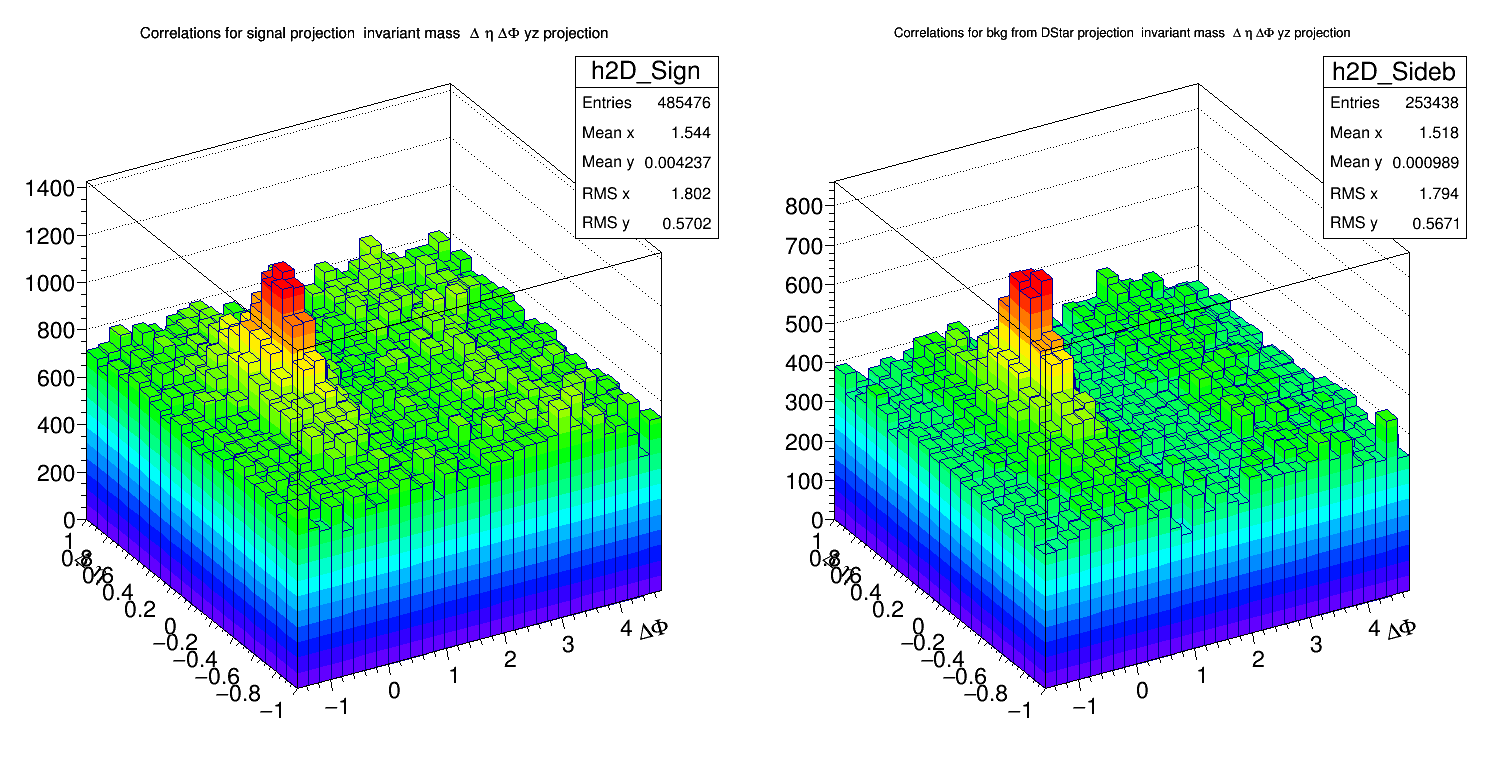 Correlations for signal projection invariant mass Δ η ΔΦ yz projection
h2D_Sign
Entries 485476
Mean x 1.544
Mean y 0.004237
RMS x 1.802
RMS y 0.5702
1400
1200
1000
800
600
400
200
0
1
0.8
Δ η
0.6
0.4
0.2
0
−0.2
−0.4
−0.6
−0.8
−1
−1
0
1
2
3
4
ΔΦ
Correlations for bkg from DStar projection invariant mass Δ η ΔΦ yz projection
h2D_Sideb
Entries 253438
Mean x 1.518
Mean y 0.000989
RMS x 1.794
RMS y 0.5671
800
700
600
500
400
300
200
100
0
1
0.8
Δ η
0.6
0.4
0.2
0
−0.2
−0.4
−0.6
−0.8
−1
−1
0
1
2
3
4
ΔΦ